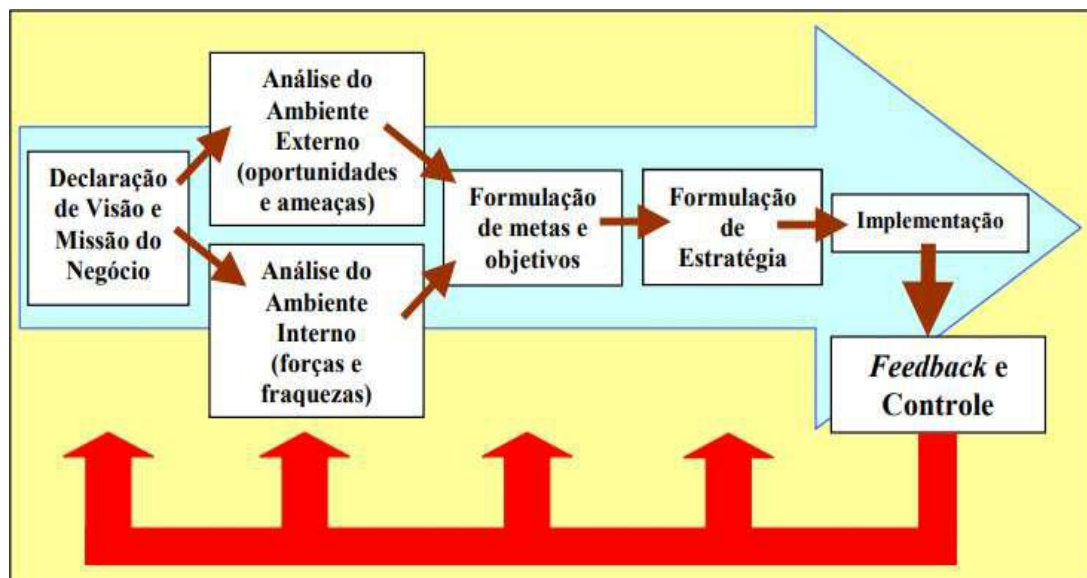 Declaração
de Visão e
Missão do
Negócio
Análise do
Ambiente
Externo
(oportunidades
e ameaças)
Análise do
Ambiente
Interno
(forças e
fraquezas)
Formulação
de metas e
objetivos
Formulação
de
Estratégia
Implementação
Feedback e
Controle